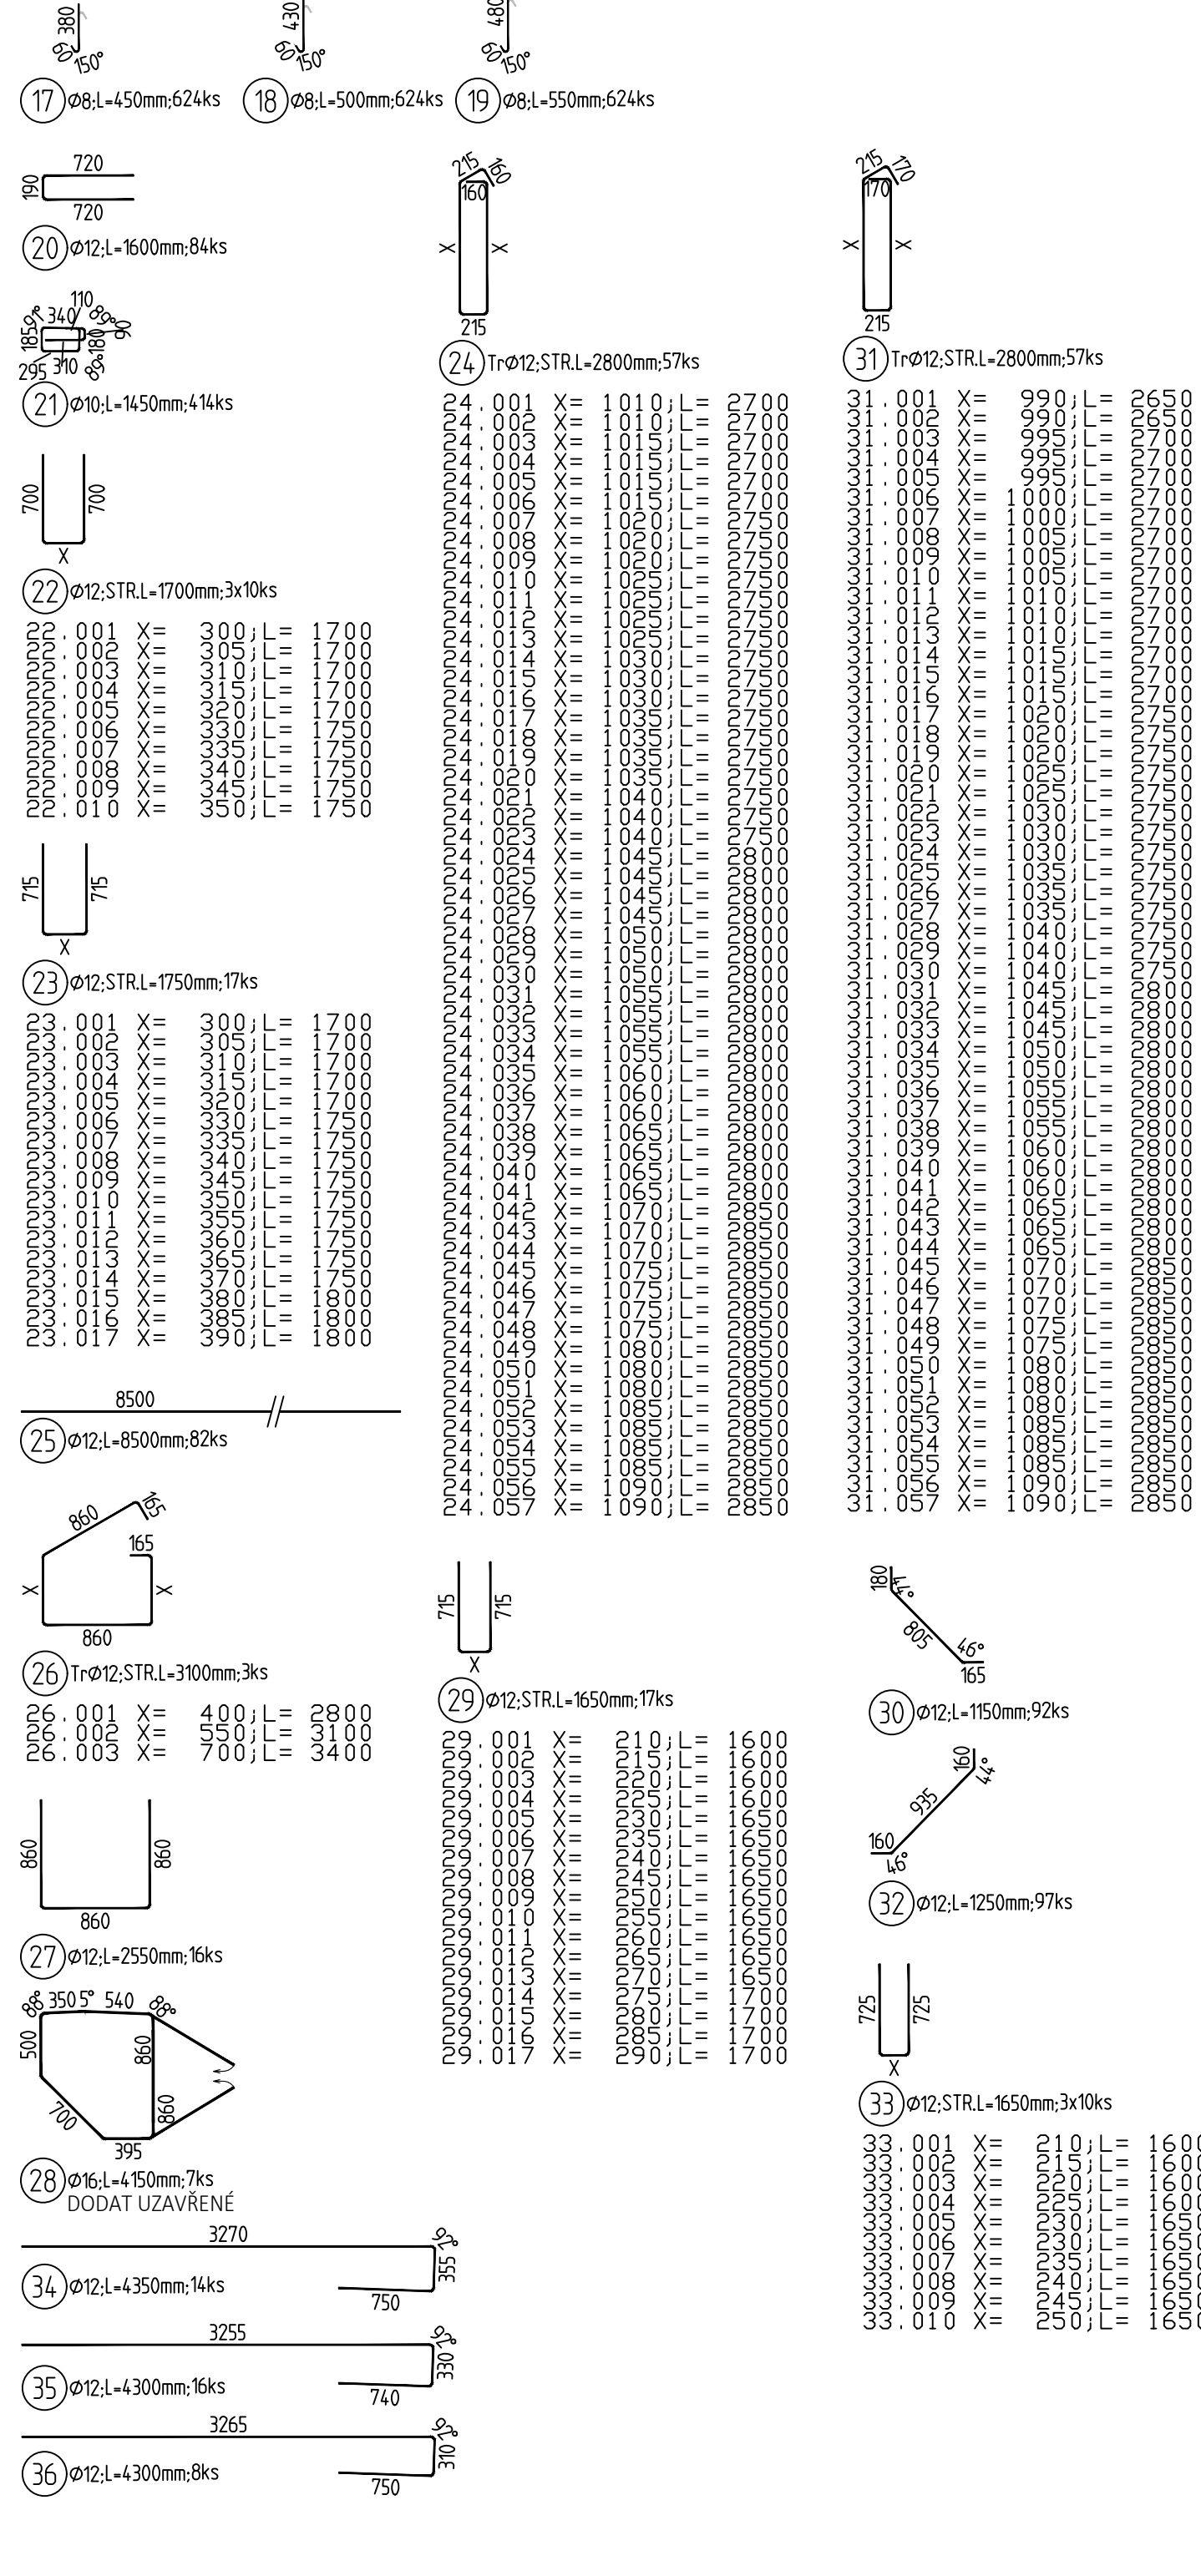 380
60
150°
17 Ø8;L=450mm;624ks
430
60
150°
18 Ø8;L=500mm;624ks
480
60
150°
19 Ø8;L=550mm;624ks
720
190
720
20 Ø12;L=1600mm;84ks
110
91°
340
89°
90
185
180
295
310
89°
21 Ø10;L=1450mm;414ks
700
700
X
22 Ø12;STR.L=1700mm;3x10ks
22.001 X= 300;L= 1700
22.002 X= 305;L= 1700
22.003 X= 310;L= 1700
22.004 X= 315;L= 1700
22.005 X= 320;L= 1700
22.006 X= 330;L= 1750
22.007 X= 335;L= 1750
22.008 X= 340;L= 1750
22.009 X= 345;L= 1750
22.010 X= 350;L= 1750
715
715
X
23 Ø12;STR.L=1750mm;17ks
23.001 X= 300;L= 1700
23.002 X= 305;L= 1700
23.003 X= 310;L= 1700
23.004 X= 315;L= 1700
23.005 X= 320;L= 1700
23.006 X= 330;L= 1750
23.007 X= 335;L= 1750
23.008 X= 340;L= 1750
23.009 X= 345;L= 1750
23.010 X= 350;L= 1750
23.011 X= 355;L= 1750
23.012 X= 360;L= 1750
23.013 X= 365;L= 1750
23.014 X= 370;L= 1750
23.015 X= 380;L= 1800
23.016 X= 385;L= 1800
23.017 X= 390;L= 1800
8500
25 Ø12;L=8500mm;82ks
860
165
165
X
X
860
26 TrØ12;STR.L=3100mm;3ks
26.001 X= 400;L= 2800
26.002 X= 550;L= 3100
26.003 X= 700;L= 3400
860
860
860
27 Ø12;L=2550mm;16ks
88°
350
5°
540
88°
500
860
700
860
395
28 Ø16;L=4150mm;7ks
DODAT UZAVŘENÉ
3270
92°
355
750
34 Ø12;L=4350mm;14ks
3255
92°
330
740
35 Ø12;L=4300mm;16ks
3265
92°
310
750
36 Ø12;L=4300mm;8ks
215
160
160
X
X
215
24 TrØ12;STR.L=2800mm;57ks
24.001 X= 1010;L= 2700
24.002 X= 1010;L= 2700
24.003 X= 1015;L= 2700
24.004 X= 1015;L= 2700
24.005 X= 1015;L= 2700
24.006 X= 1015;L= 2700
24.007 X= 1020;L= 2750
24.008 X= 1020;L= 2750
24.009 X= 1020;L= 2750
24.010 X= 1025;L= 2750
24.011 X= 1025;L= 2750
24.012 X= 1025;L= 2750
24.013 X= 1025;L= 2750
24.014 X= 1030;L= 2750
24.015 X= 1030;L= 2750
24.016 X= 1030;L= 2750
24.017 X= 1035;L= 2750
24.018 X= 1035;L= 2750
24.019 X= 1035;L= 2750
24.020 X= 1035;L= 2750
24.021 X= 1040;L= 2750
24.022 X= 1040;L= 2750
24.023 X= 1040;L= 2750
24.024 X= 1045;L= 2800
24.025 X= 1045;L= 2800
24.026 X= 1045;L= 2800
24.027 X= 1045;L= 2800
24.028 X= 1050;L= 2800
24.029 X= 1050;L= 2800
24.030 X= 1050;L= 2800
24.031 X= 1055;L= 2800
24.032 X= 1055;L= 2800
24.033 X= 1055;L= 2800
24.034 X= 1055;L= 2800
24.035 X= 1060;L= 2800
24.036 X= 1060;L= 2800
24.037 X= 1060;L= 2800
24.038 X= 1065;L= 2800
24.039 X= 1065;L= 2800
24.040 X= 1065;L= 2800
24.041 X= 1065;L= 2800
24.042 X= 1070;L= 2850
24.043 X= 1070;L= 2850
24.044 X= 1070;L= 2850
24.045 X= 1075;L= 2850
24.046 X= 1075;L= 2850
24.047 X= 1075;L= 2850
24.048 X= 1075;L= 2850
24.049 X= 1080;L= 2850
24.050 X= 1080;L= 2850
24.051 X= 1080;L= 2850
24.052 X= 1085;L= 2850
24.053 X= 1085;L= 2850
24.054 X= 1085;L= 2850
24.055 X= 1085;L= 2850
24.056 X= 1090;L= 2850
24.057 X= 1090;L= 2850
715
715
X
29 Ø12;STR.L=1650mm;17ks
29.001 X= 210;L= 1600
29.002 X= 215;L= 1600
29.003 X= 220;L= 1600
29.004 X= 225;L= 1600
29.005 X= 230;L= 1650
29.006 X= 235;L= 1650
29.007 X= 240;L= 1650
29.008 X= 245;L= 1650
29.009 X= 250;L= 1650
29.010 X= 255;L= 1650
29.011 X= 260;L= 1650
29.012 X= 265;L= 1650
29.013 X= 270;L= 1650
29.014 X= 275;L= 1700
29.015 X= 280;L= 1700
29.016 X= 285;L= 1700
29.017 X= 290;L= 1700
215
170
170
X
X
215
31 TrØ12;STR.L=2800mm;57ks
31.001 X= 990;L= 2650
31.002 X= 990;L= 2650
31.003 X= 995;L= 2700
31.004 X= 995;L= 2700
31.005 X= 995;L= 2700
31.006 X= 1000;L= 2700
31.007 X= 1000;L= 2700
31.008 X= 1005;L= 2700
31.009 X= 1005;L= 2700
31.010 X= 1005;L= 2700
31.011 X= 1010;L= 2700
31.012 X= 1010;L= 2700
31.013 X= 1010;L= 2700
31.014 X= 1015;L= 2700
31.015 X= 1015;L= 2700
31.016 X= 1015;L= 2700
31.017 X= 1020;L= 2750
31.018 X= 1020;L= 2750
31.019 X= 1020;L= 2750
31.020 X= 1025;L= 2750
31.021 X= 1025;L= 2750
31.022 X= 1030;L= 2750
31.023 X= 1030;L= 2750
31.024 X= 1030;L= 2750
31.025 X= 1035;L= 2750
31.026 X= 1035;L= 2750
31.027 X= 1035;L= 2750
31.028 X= 1040;L= 2750
31.029 X= 1040;L= 2750
31.030 X= 1040;L= 2750
31.031 X= 1045;L= 2800
31.032 X= 1045;L= 2800
31.033 X= 1045;L= 2800
31.034 X= 1050;L= 2800
31.035 X= 1050;L= 2800
31.036 X= 1055;L= 2800
31.037 X= 1055;L= 2800
31.038 X= 1055;L= 2800
31.039 X= 1060;L= 2800
31.040 X= 1060;L= 2800
31.041 X= 1060;L= 2800
31.042 X= 1065;L= 2800
31.043 X= 1065;L= 2800
31.044 X= 1065;L= 2800
31.045 X= 1070;L= 2850
31.046 X= 1070;L= 2850
31.047 X= 1070;L= 2850
31.048 X= 1075;L= 2850
31.049 X= 1075;L= 2850
31.050 X= 1080;L= 2850
31.051 X= 1080;L= 2850
31.052 X= 1080;L= 2850
31.053 X= 1085;L= 2850
31.054 X= 1085;L= 2850
31.055 X= 1085;L= 2850
31.056 X= 1090;L= 2850
31.057 X= 1090;L= 2850
180
44°
805
46°
165
30 Ø12;L=1150mm;92ks
160
44°
935
160
46°
32 Ø12;L=1250mm;97ks
725
725
X
33 Ø12;STR.L=1650mm;3x10ks
33.001 X= 210;L= 1600
33.002 X= 215;L= 1600
33.003 X= 220;L= 1600
33.004 X= 225;L= 1600
33.005 X= 230;L= 1650
33.006 X= 230;L= 1650
33.007 X= 235;L= 1650
33.008 X= 240;L= 1650
33.009 X= 245;L= 1650
33.010 X= 250;L= 1650